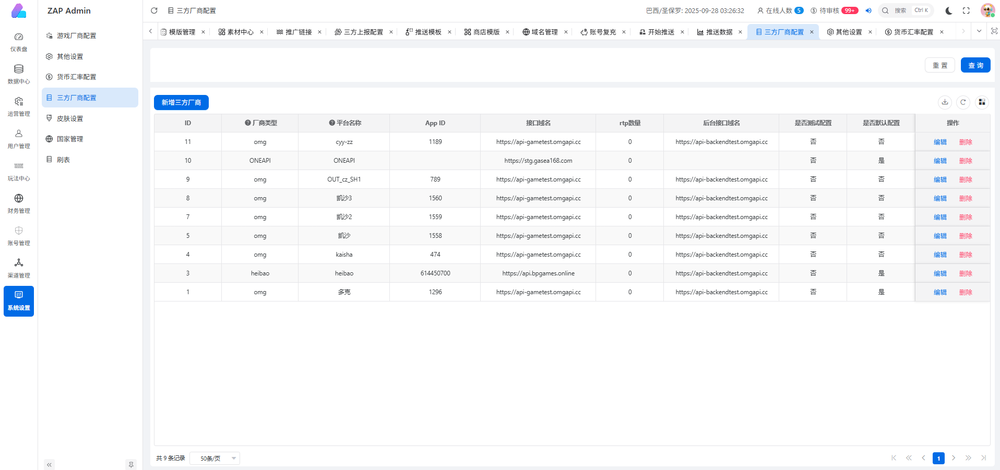 ZAP Admin
三方厂商配置
巴西/圣保罗: 2025-09-28 03:26:32
在线人数 5
待审核 99+
搜索 Ctrl K
模版管理
素材中心
推广链接
三方上报配置
推送模板
商店模版
域名管理
账号复充
开始推送
推送数据
三方厂商配置
其他设置
货币汇率配置
仪表盘
数据中心
运营管理
用户管理
玩法中心
财务管理
账号管理
渠道管理
系统设置
游戏厂商配置
其他设置
货币汇率配置
三方厂商配置
皮肤设置
国家管理
刷表
重 置
查 询
新增三方厂商
ID 厂商类型 平台名称 App ID 接口域名 rtp数量 后台接口域名 是否测试配置 是否默认配置 操作
11 omg cyy-zz 1189 https://api-gametest.omgapi.cc 0 https://api-backendtest.omgapi.cc 否 否 编辑 删除
10 ONEAPI ONEAPI https://stg.gasea168.com 0 否 是 编辑 删除
9 omg OUT_cz_SH1 789 https://api-gametest.omgapi.cc 0 https://api-backendtest.omgapi.cc 否 否 编辑 删除
8 omg 凯沙3 1560 https://api-gametest.omgapi.cc 0 https://api-backendtest.omgapi.cc 否 否 编辑 删除
7 omg 凯沙2 1559 https://api-gametest.omgapi.cc 0 https://api-backendtest.omgapi.cc 否 否 编辑 删除
5 omg 凯沙 1558 https://api-gametest.omgapi.cc 0 https://api-backendtest.omgapi.cc 否 否 编辑 删除
4 omg kaisha 474 https://api-gametest.omgapi.cc 0 https://api-backendtest.omgapi.cc 否 否 编辑 删除
3 heibao heibao 614450700 https://api.bpgames.online 0 https://api-backendtest.omgapi.cc 否 是 编辑 删除
1 omg 多克 1296 https://api-gametest.omgapi.cc 0 https://api-backendtest.omgapi.cc 否 是 编辑 删除
共 9 条记录
50条/页
1